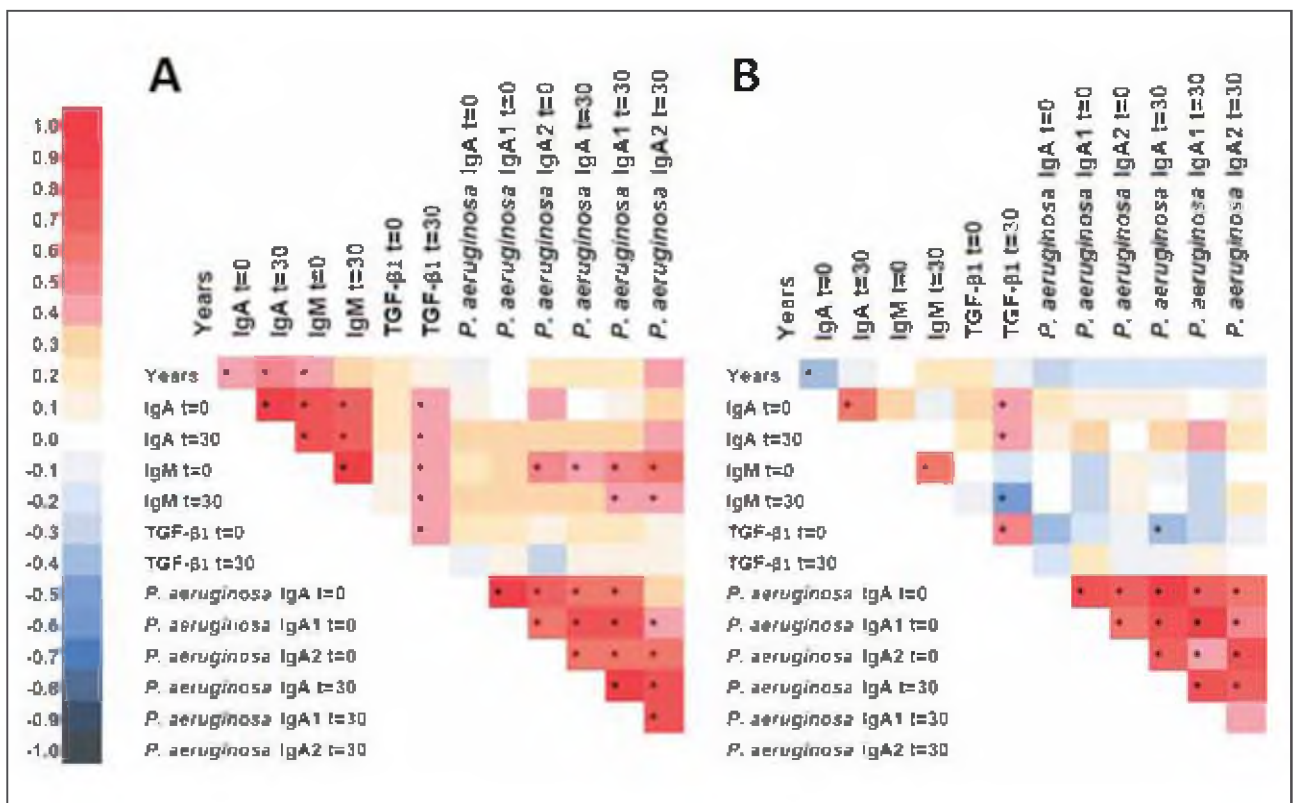 A
B
1.0
0.9
0.8
0.7
0.6
0.5
0.4
0.3
0.2
0.1
0.0
-0.1
-0.2
-0.3
-0.4
-0.5
-0.6
-0.7
-0.8
-0.9
-1.0
Years
IgA t=0
IgA t=30
IgM t=0
IgM t=30
TGF-β1 t=0
TGF-β1 t=30
P. aeruginosa IgA t=0
P. aeruginosa IgA1 t=0
P. aeruginosa IgA2 t=0
P. aeruginosa IgA t=30
P. aeruginosa IgA1 t=30
P. aeruginosa IgA2 t=30
Years
IgA t=0
IgA t=30
IgM t=0
IgM t=30
TGF-β1 t=0
TGF-β1 t=30
P. aeruginosa IgA t=0
P. aeruginosa IgA1 t=0
P. aeruginosa IgA2 t=0
P. aeruginosa IgA t=30
P. aeruginosa IgA1 t=30
P. aeruginosa IgA2 t=30
Years
IgA t=0
IgA t=30
IgM t=0
IgM t=30
TGF-β1 t=0
TGF-β1 t=30
P. aeruginosa IgA t=0
P. aeruginosa IgA1 t=0
P. aeruginosa IgA2 t=0
P. aeruginosa IgA t=30
P. aeruginosa IgA1 t=30
P. aeruginosa IgA2 t=30
Years
IgA t=0
IgA t=30
IgM t=0
IgM t=30
TGF-β1 t=0
TGF-β1 t=30
P. aeruginosa IgA t=0
P. aeruginosa IgA1 t=0
P. aeruginosa IgA2 t=0
P. aeruginosa IgA t=30
P. aeruginosa IgA1 t=30
P. aeruginosa IgA2 t=30